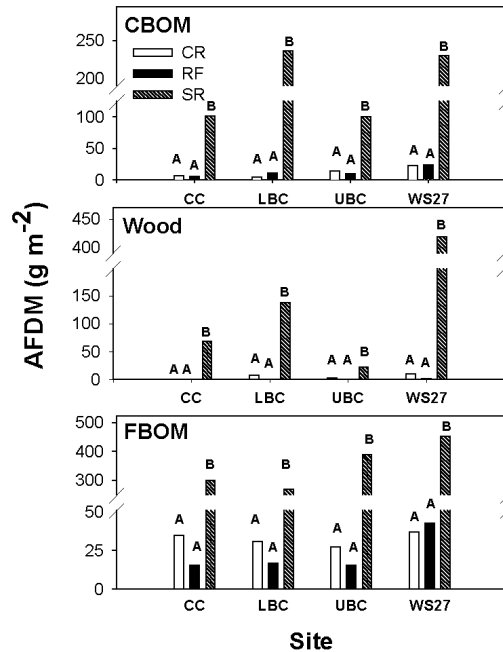 CBOM
CR
RF
SR
250
200
100
50
0
A A B
A A B
A A B
A A B
CC LBC UBC WS27
Wood
450
400
150
100
50
0
A A B
A A B
A A B
A A B
CC LBC UBC WS27
FBOM
500
400
300
50
25
0
A A B
A A B
A A B
A A B
CC LBC UBC WS27
AFDM (g m⁻²)
Site